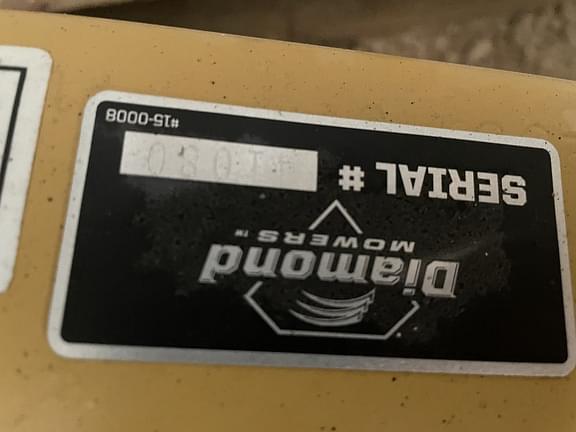 Diamond
MOWERS™
SERIAL #
#15-0008